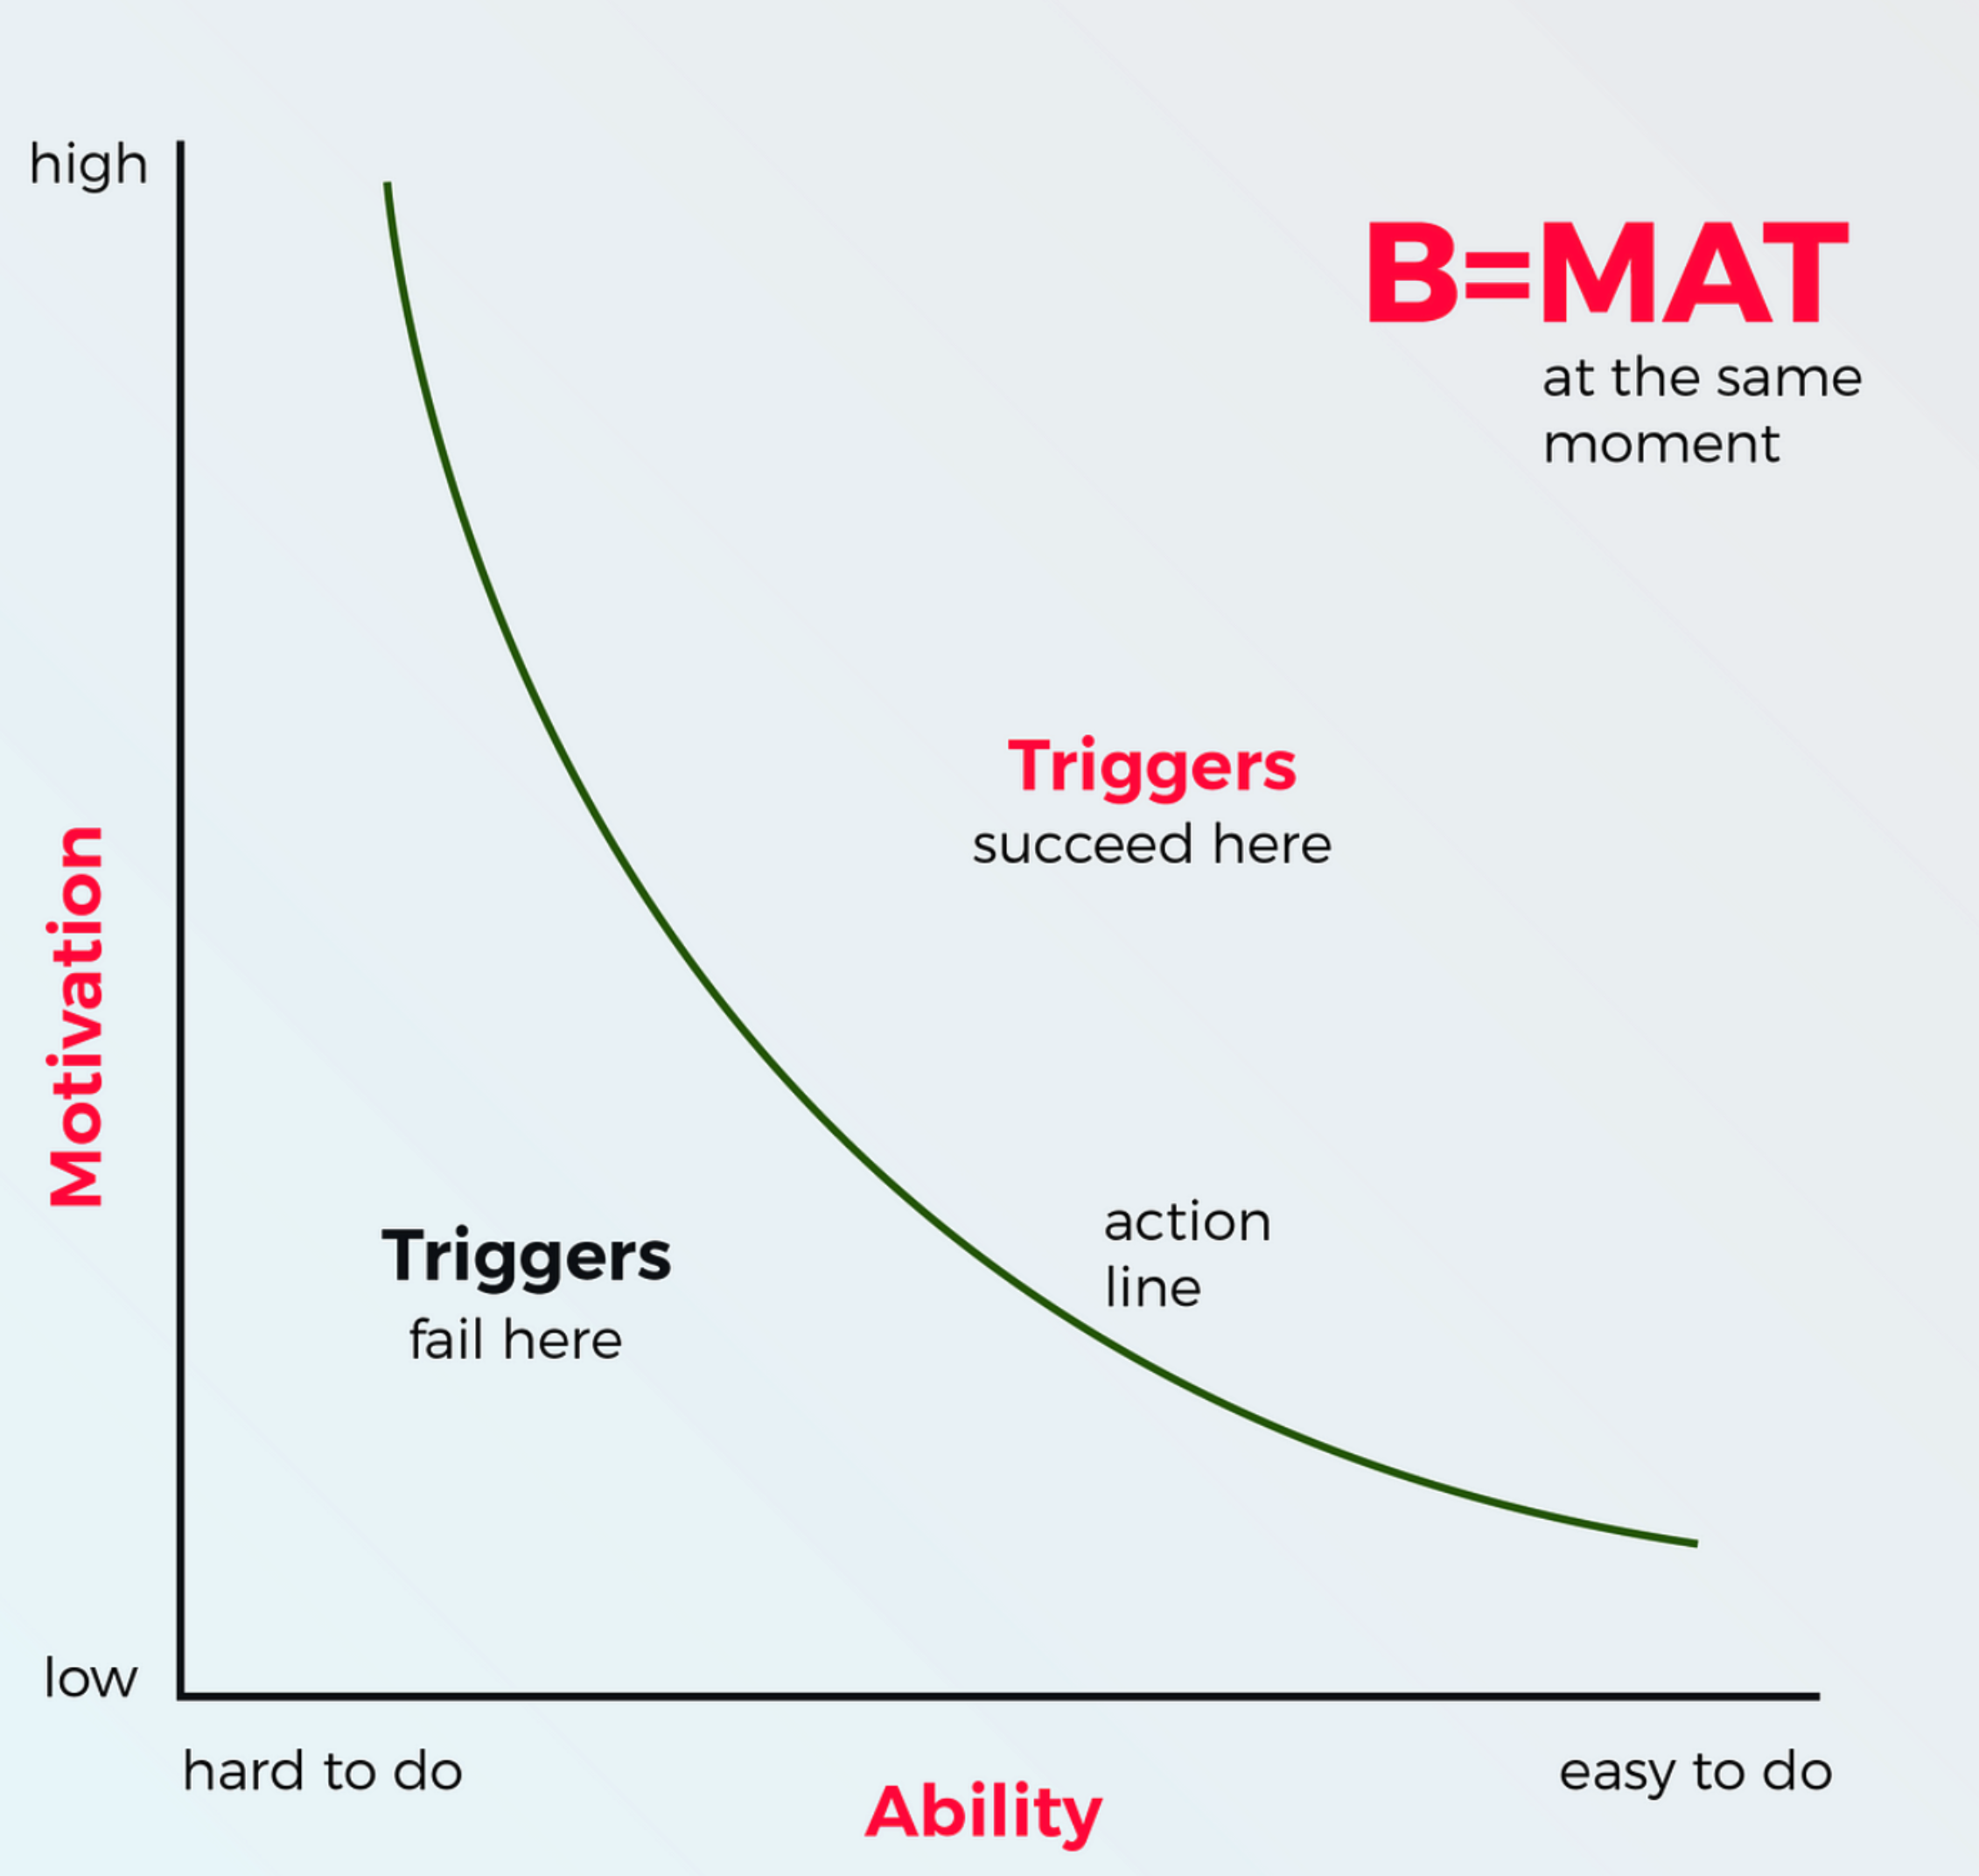 high
B=MAT
at the same
moment
Triggers
succeed here
Motivation
action
line
Triggers
fail here
low
hard to do
easy to do
Ability